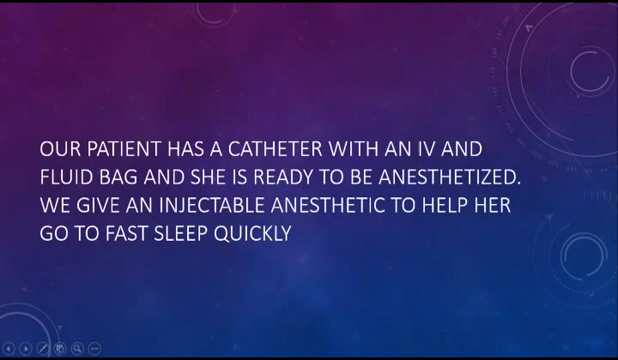 OUR PATIENT HAS A CATHETER WITH AN IV AND
FLUID BAG AND SHE IS READY TO BE ANESTHETIZED.
WE GIVE AN INJECTABLE ANESTHETIC TO HELP HER
GO TO FAST SLEEP QUICKLY